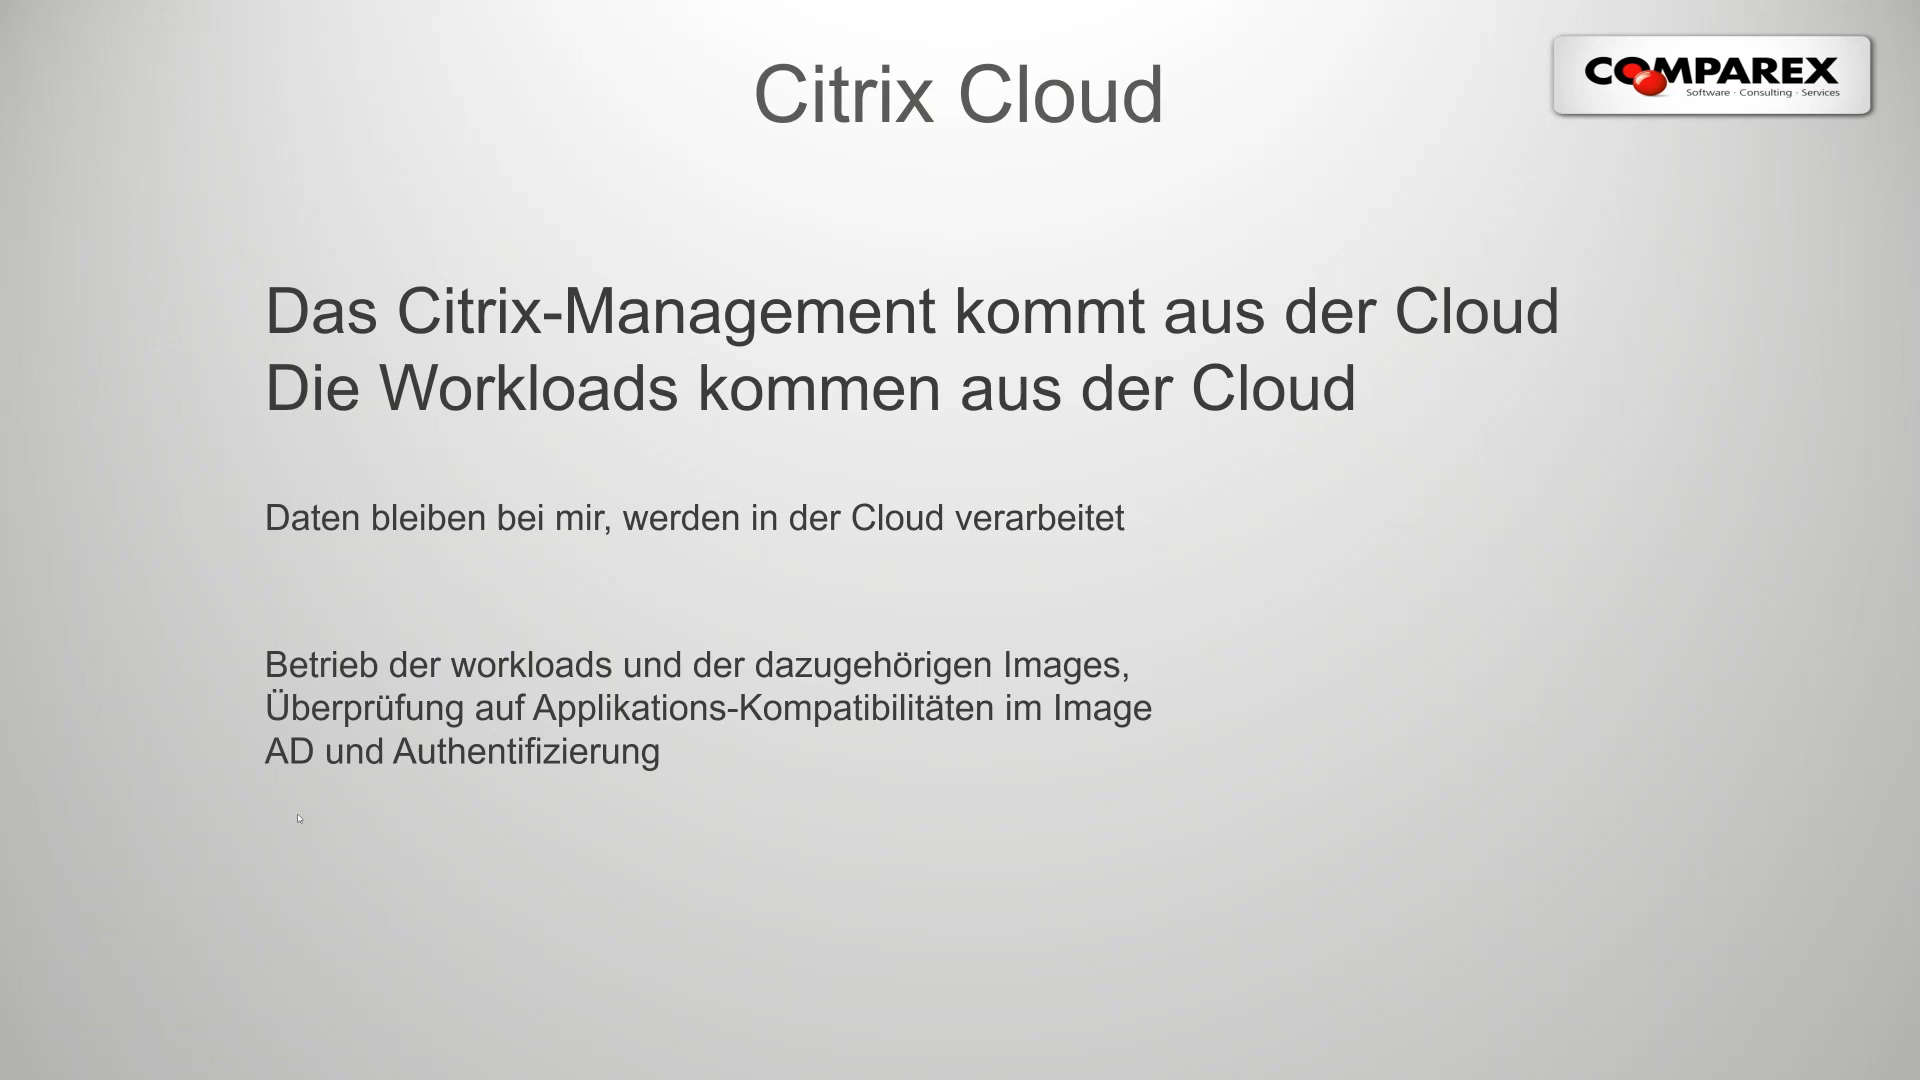 Citrix Cloud
COMPAREX
Software · Consulting · Services
Das Citrix-Management kommt aus der Cloud
Die Workloads kommen aus der Cloud
Daten bleiben bei mir, werden in der Cloud verarbeitet
Betrieb der workloads und der dazugehörigen Images,
Überprüfung auf Applikations-Kompatibilitäten im Image
AD und Authentifizierung